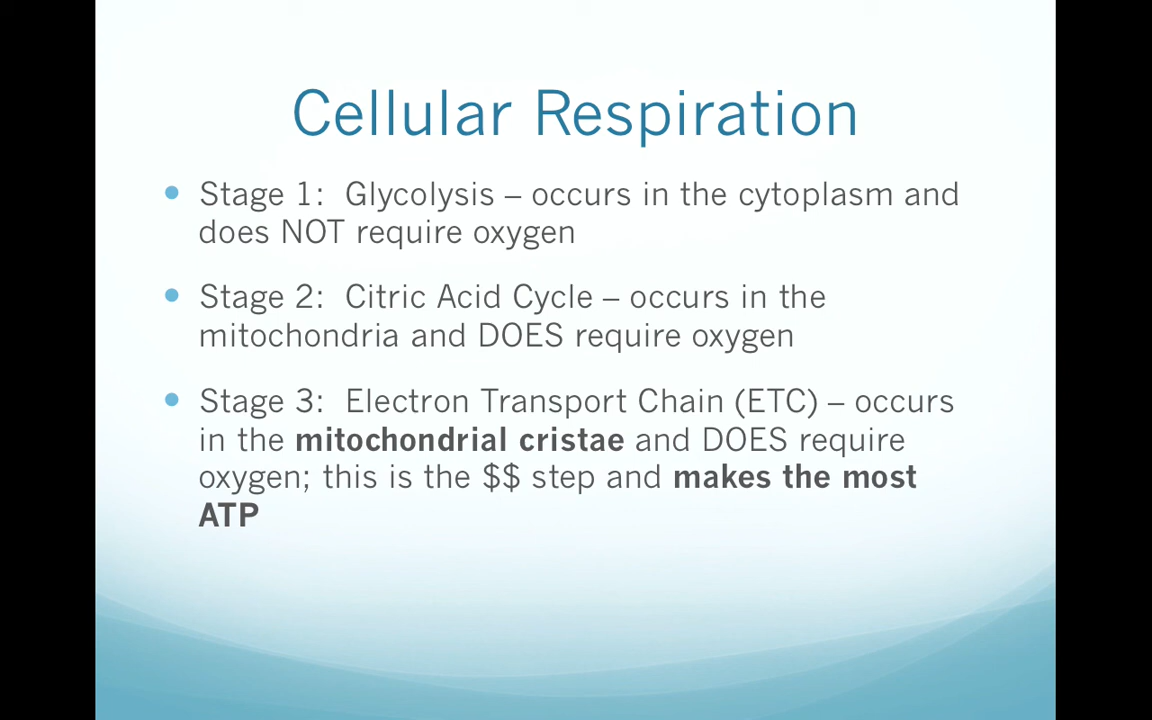 Cellular Respiration
Stage 1:  Glycolysis – occurs in the cytoplasm and
does NOT require oxygen
Stage 2:  Citric Acid Cycle – occurs in the
mitochondria and DOES require oxygen
Stage 3:  Electron Transport Chain (ETC) – occurs
in the mitochondrial cristae and DOES require
oxygen; this is the $$ step and makes the most
ATP